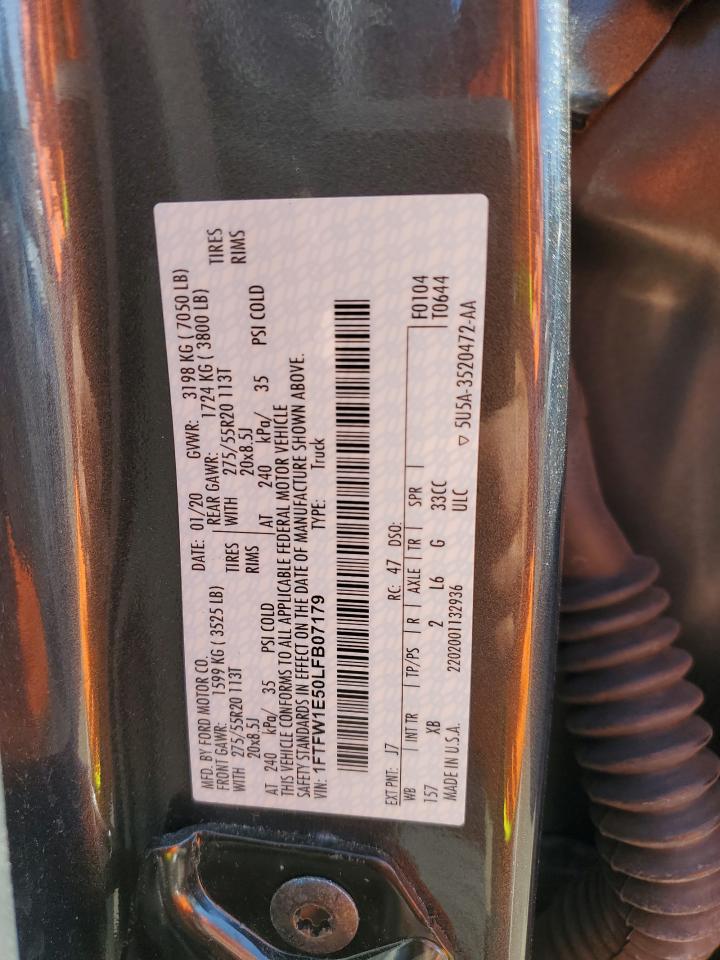 MFD. BY FORD MOTOR CO. DATE: 01/20 GVWR: 3198 KG ( 7050 LB)
FRONT GAWR: 1599 KG ( 3525 LB) REAR GAWR: 1724 KG ( 3800 LB)
WITH 275/55R20 113T TIRES WITH 275/55R20 113T TIRES
20x8.5J RIMS 20x8.5J RIMS
AT 240 kPa/ 35 PSI COLD AT 240 kPa/ 35 PSI COLD
THIS VEHICLE CONFORMS TO ALL APPLICABLE FEDERAL MOTOR VEHICLE
SAFETY STANDARDS IN EFFECT ON THE DATE OF MANUFACTURE SHOWN ABOVE.
VIN: 1FTFW1E50LFB07179 TYPE: Truck
EXT PNT: J7 RC: 47 DSO: F0104
WB INT TR TP/PS R AXLE TR SPR T0644
157 XB 2 L6 G 33CC
MADE IN U.S.A. 2202001132936 ULC ▽ 5U5A-3520472-AA